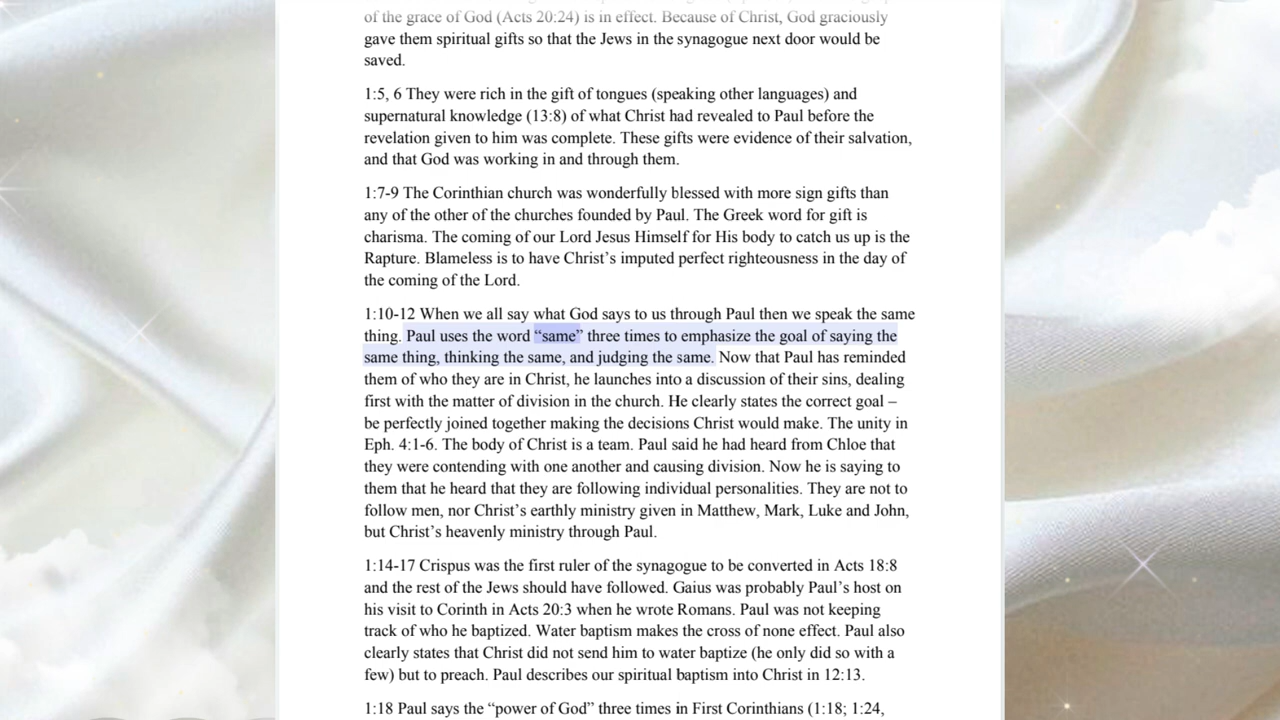 of the grace of God (Acts 20:24) is in effect. Because of Christ, God graciously
gave them spiritual gifts so that the Jews in the synagogue next door would be
saved.
1:5, 6 They were rich in the gift of tongues (speaking other languages) and
supernatural knowledge (13:8) of what Christ had revealed to Paul before the
revelation given to him was complete. These gifts were evidence of their salvation,
and that God was working in and through them.
1:7-9 The Corinthian church was wonderfully blessed with more sign gifts than
any of the other of the churches founded by Paul. The Greek word for gift is
charisma. The coming of our Lord Jesus Himself for His body to catch us up is the
Rapture. Blameless is to have Christ’s imputed perfect righteousness in the day of
the coming of the Lord.
1:10-12 When we all say what God says to us through Paul then we speak the same
thing. Paul uses the word “same” three times to emphasize the goal of saying the
same thing, thinking the same, and judging the same. Now that Paul has reminded
them of who they are in Christ, he launches into a discussion of their sins, dealing
first with the matter of division in the church. He clearly states the correct goal –
be perfectly joined together making the decisions Christ would make. The unity in
Eph. 4:1-6. The body of Christ is a team. Paul said he had heard from Chloe that
they were contending with one another and causing division. Now he is saying to
them that he heard that they are following individual personalities. They are not to
follow men, nor Christ’s earthly ministry given in Matthew, Mark, Luke and John,
but Christ’s heavenly ministry through Paul.
1:14-17 Crispus was the first ruler of the synagogue to be converted in Acts 18:8
and the rest of the Jews should have followed. Gaius was probably Paul’s host on
his visit to Corinth in Acts 20:3 when he wrote Romans. Paul was not keeping
track of who he baptized. Water baptism makes the cross of none effect. Paul also
clearly states that Christ did not send him to water baptize (he only did so with a
few) but to preach. Paul describes our spiritual baptism into Christ in 12:13.
1:18 Paul says the “power of God” three times in First Corinthians (1:18; 1:24,